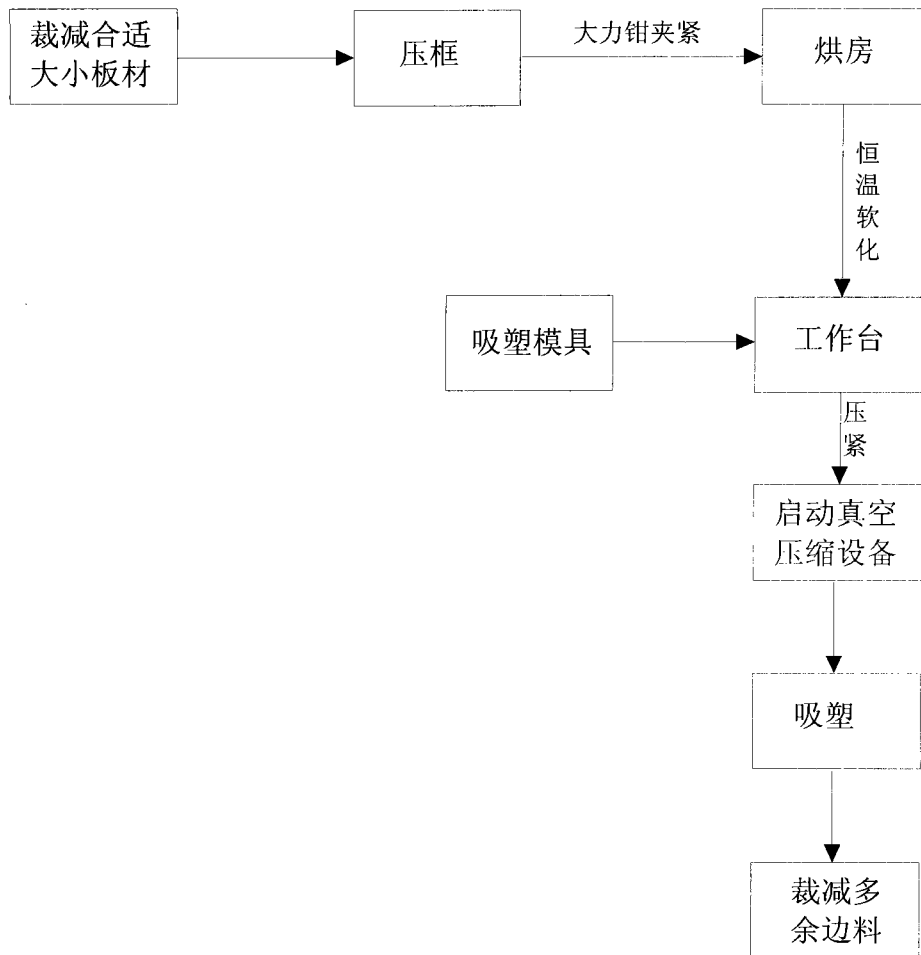 裁减合适
大小板材
压框
大力钳夹紧
烘房
恒
温
软
化
吸塑模具
工作台
压
紧
启动真空
压缩设备
吸塑
裁减多
余边料